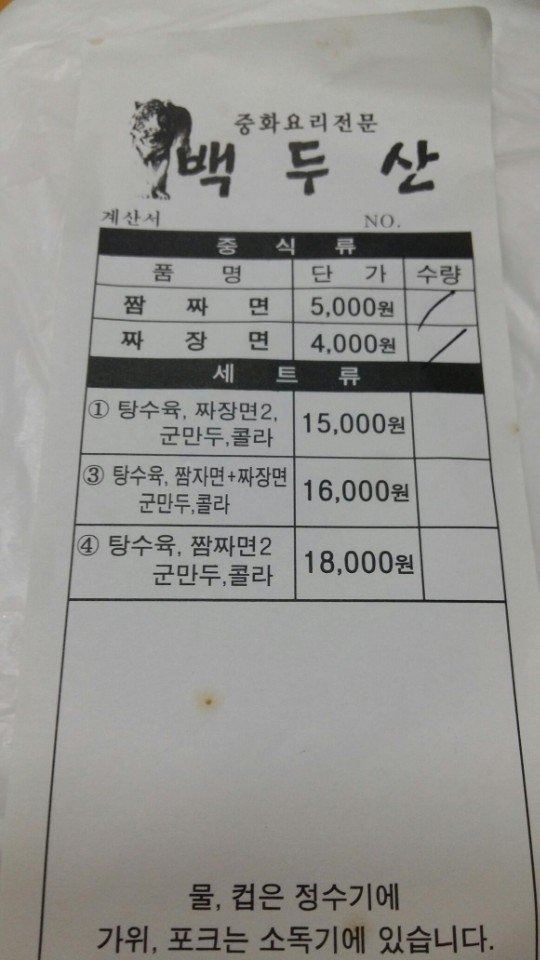 중화요리전문
백두산
계산서 NO.
중 식 류
품 명 단 가 수량
짬 짜 면 5,000원 /
짜 장 면 4,000원 /
세 트 류
① 탕수육, 짜장면2,
군만두,콜라 15,000원
③ 탕수육, 짬자면+짜장면
군만두,콜라 16,000원
④ 탕수육, 짬짜면2
군만두,콜라 18,000원
물, 컵은 정수기에
가위, 포크는 소독기에 있습니다.